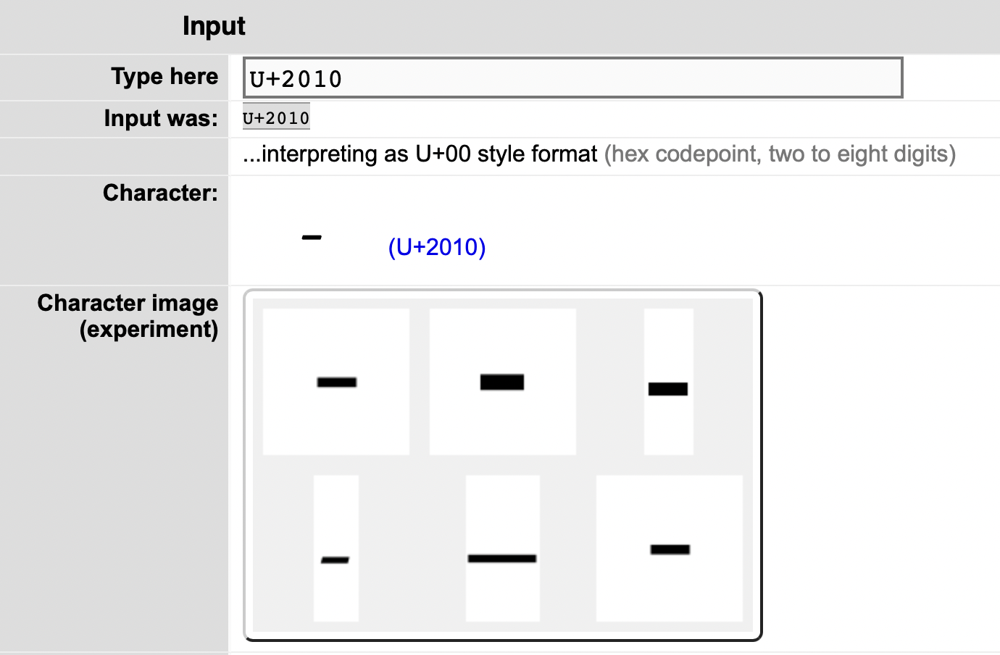 Input
Type here U+2010
Input was: U+2010
...interpreting as U+00 style format (hex codepoint, two to eight digits)
Character:
‐ (U+2010)
Character image
(experiment)
‐ ‐ ‐
‐ ‐ ‐